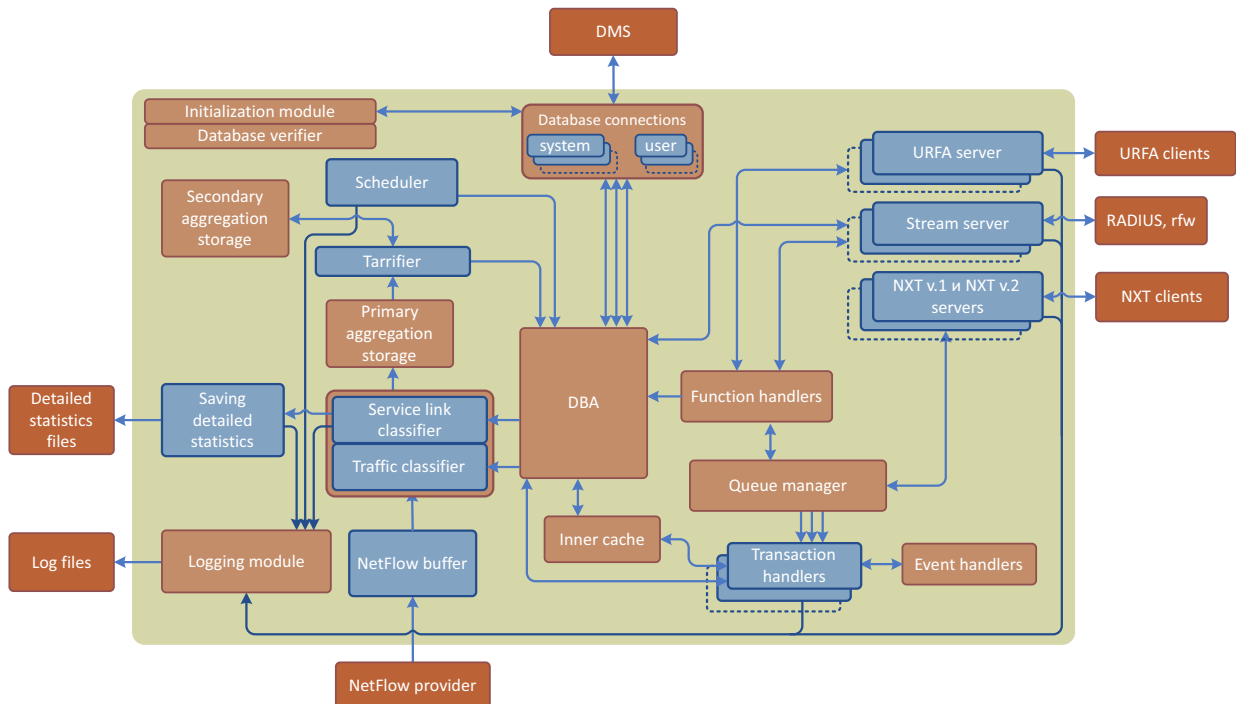 DMS
Initialization module
Database verifier
Database connections
system
user
URFA server
URFA clients
Scheduler
Secondary
aggregation
storage
Stream server
RADIUS, rfw
Tarrifier
NXT v.1 и NXT v.2
servers
NXT clients
Primary
aggregation
storage
DBA
Function handlers
Detailed
statistics
files
Saving
detailed
statistics
Service link
classifier
Traffic classifier
Queue manager
Inner cache
Log files
Logging module
NetFlow buffer
Transaction
handlers
Event handlers
NetFlow provider